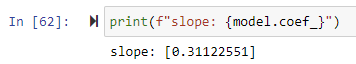 In [62]: print(f"slope: {model.coef_}")
slope: [0.31122551]